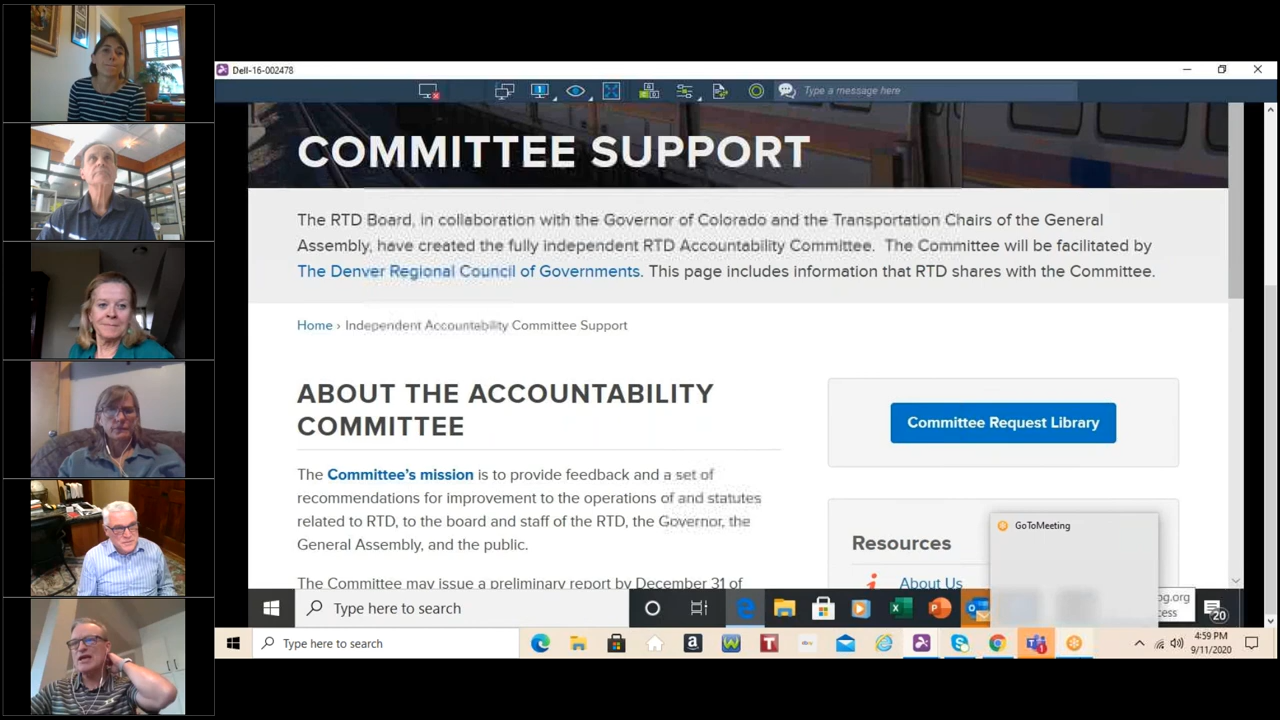 Dell-16-002478
Type a message here
COMMITTEE SUPPORT
The RTD Board, in collaboration with the Governor of Colorado and the Transportation Chairs of the General
Assembly, have created the fully independent RTD Accountability Committee. The Committee will be facilitated by
The Denver Regional Council of Governments. This page includes information that RTD shares with the Committee.
Home › Independent Accountability Committee Support
ABOUT THE ACCOUNTABILITY
COMMITTEE
Committee Request Library
The Committee's mission is to provide feedback and a set of
recommendations for improvement to the operations of and statutes
related to RTD, to the board and staff of the RTD, the Governor, the
General Assembly, and the public.
The Committee may issue a preliminary report by December 31 of
Resources
About Us
GoToMeeting
Type here to search
20
Type here to search
4:59 PM
9/11/2020